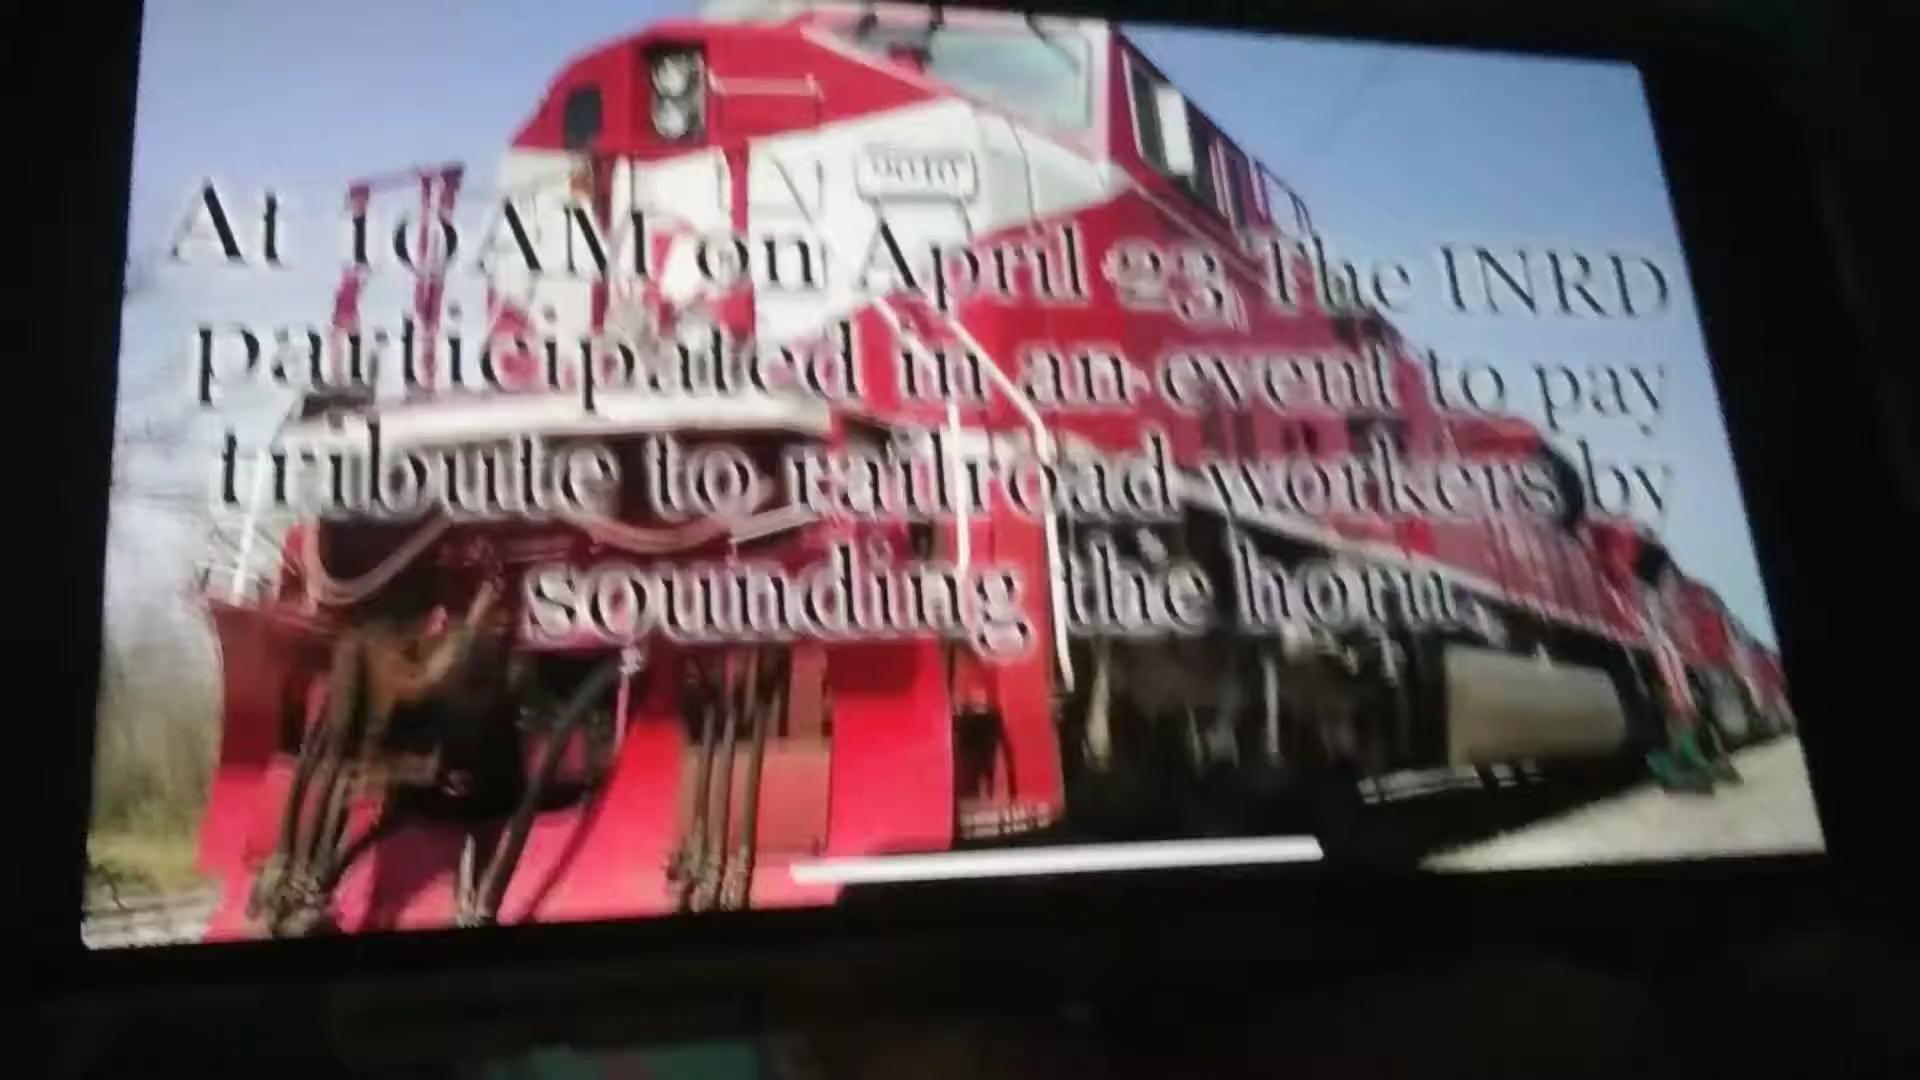 9010
At 10AM on April 23, The INRD
participated in an event to pay
tribute to railroad workers by
sounding the horn.